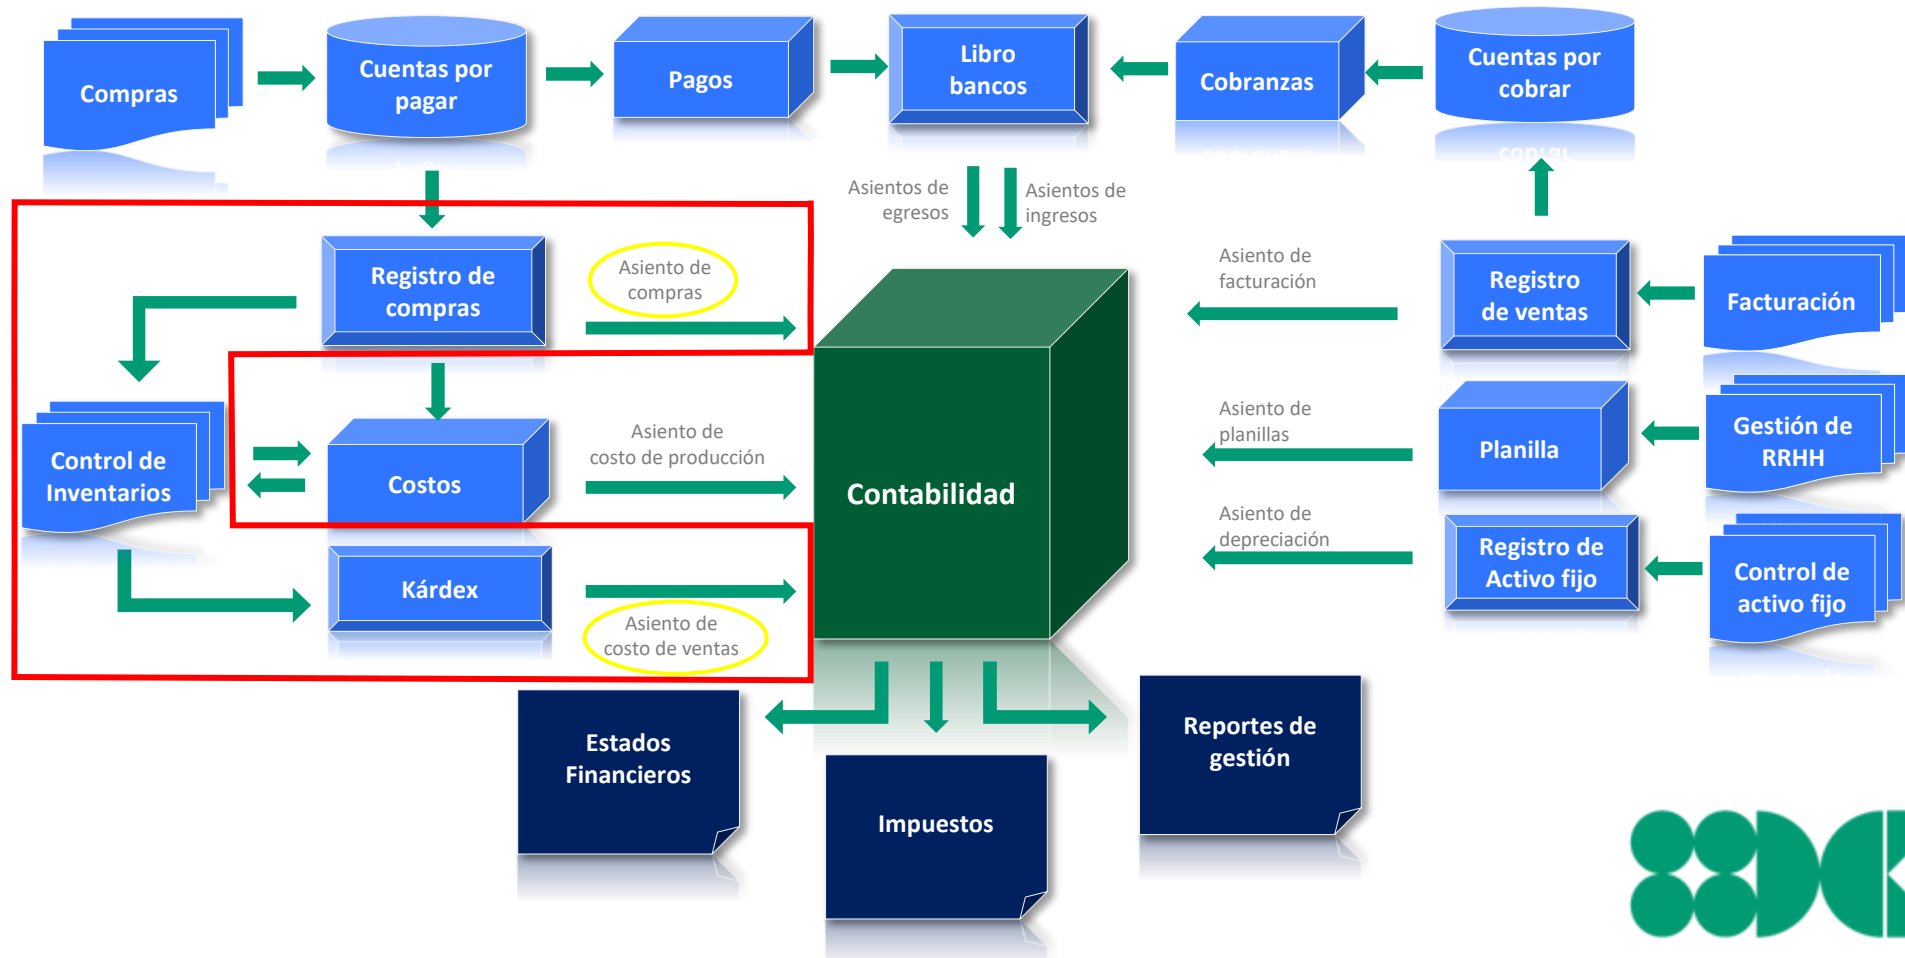 Compras
Cuentas por
pagar
Pagos
Libro
bancos
Cobranzas
Cuentas por
cobrar
Asientos de
egresos
Asientos de
ingresos
Registro de
compras
Asiento de
compras
Asiento de
facturación
Registro
de ventas
Facturación
Control de
Inventarios
Costos
Asiento de
costo de producción
Contabilidad
Asiento de
planillas
Planilla
Gestión de
RRHH
Kárdex
Asiento de
costo de ventas
Asiento de
depreciación
Registro de
Activo fijo
Control de
activo fijo
Estados
Financieros
Impuestos
Reportes de
gestión